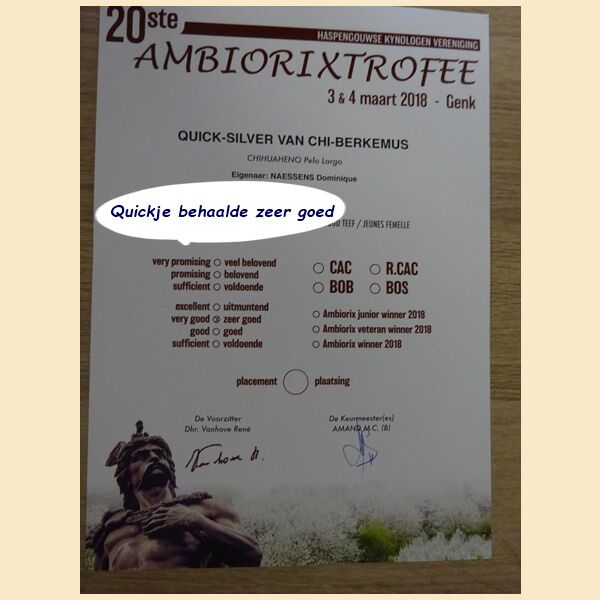 20ste
HASPENGOUWSE KYNOLOGEN VERENIGING
AMBIORIXTROFEE
3 & 4 maart 2018 - Genk
QUICK-SILVER VAN CHI-BERKEMUS
CHIHUAHENO Pelo Largo
Eigenaar: NAESSENS Dominique
Quickje behaalde zeer goed
TEEF / JEUNES FEMELLE
very promising veel belovend
promising belovend
sufficient voldoende
CAC R.CAC
BOB BOS
excellent uitmuntend
very good zeer goed
good goed
sufficient voldoende
Ambiorix junior winner 2018
Ambiorix veteran winner 2018
Ambiorix winner 2018
placement plaatsing
De Voorzitter
Dhr. Vanhove René
De Keurmeester(es)
AMAND M.C. (B)